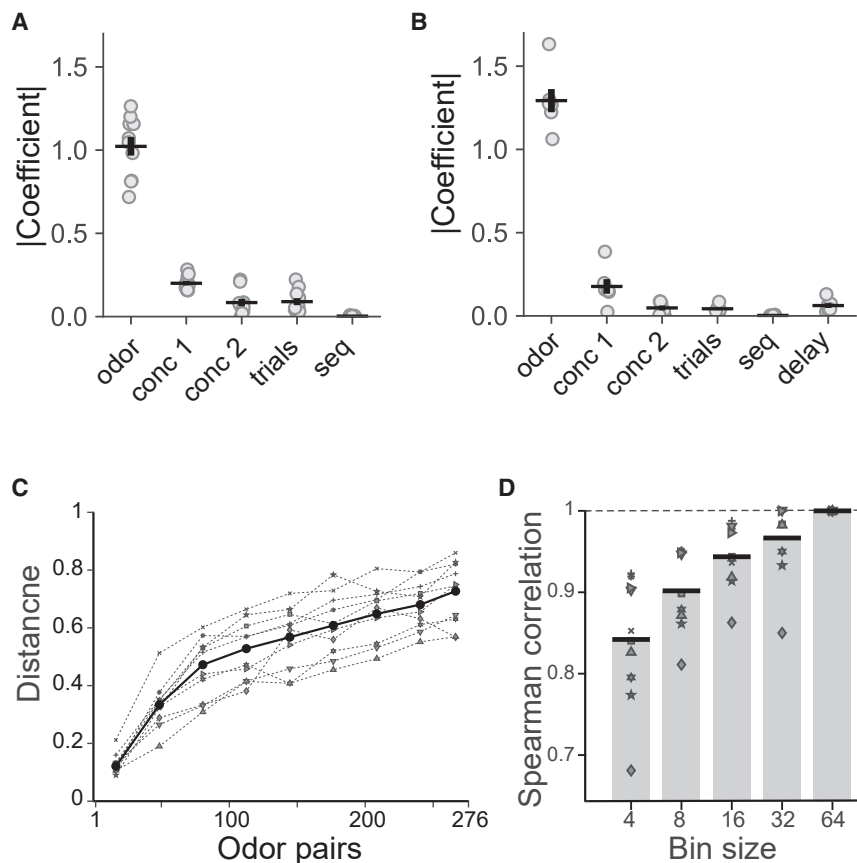 A
|Coefficient|
1.5
1.0
0.5
0.0
odor
conc 1
conc 2
trials
seq
B
|Coefficient|
1.5
1.0
0.5
0.0
odor
conc 1
conc 2
trials
seq
delay
C
Distancne
1
0.8
0.6
0.4
0.2
0
1 100 200 276
Odor pairs
D
Spearman correlation
1
0.9
0.8
0.7
4 8 16 32 64
Bin size